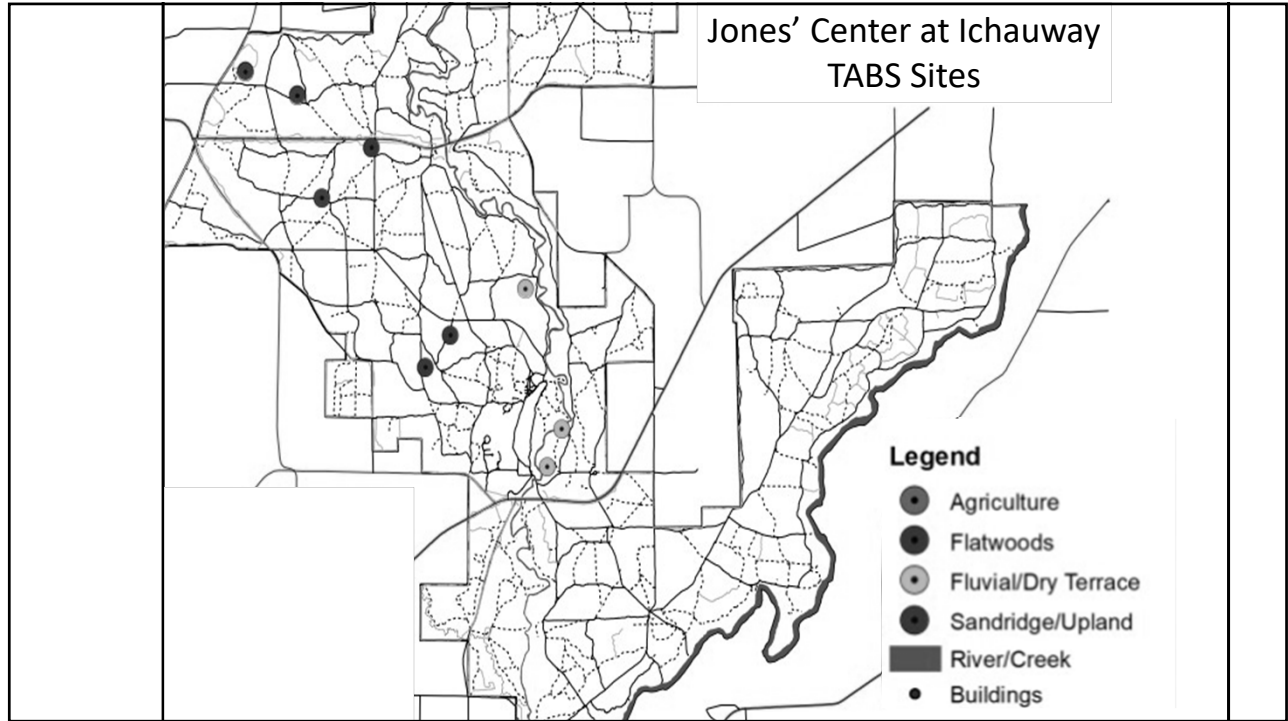 Jones’ Center at Ichauway
TABS Sites
Legend
Agriculture
Flatwoods
Fluvial/Dry Terrace
Sandridge/Upland
River/Creek
Buildings